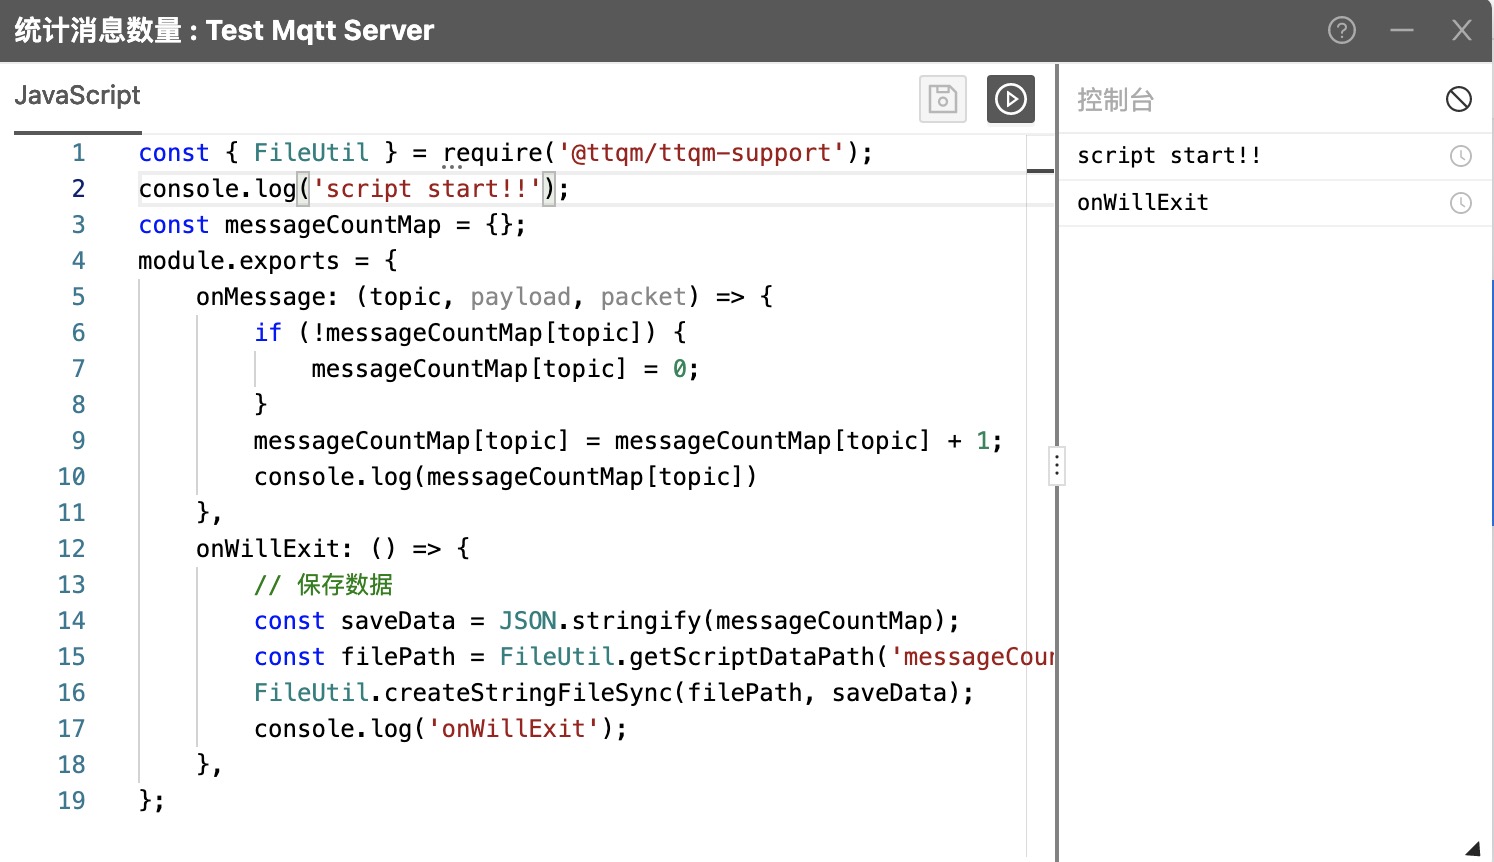 统计消息数量 : Test Mqtt Server
JavaScript
1 const { FileUtil } = require('@ttqm/ttqm-support');
2 console.log('script start!!');
3 const messageCountMap = {};
4 module.exports = {
5 onMessage: (topic, payload, packet) => {
6 if (!messageCountMap[topic]) {
7 messageCountMap[topic] = 0;
8 }
9 messageCountMap[topic] = messageCountMap[topic] + 1;
10 console.log(messageCountMap[topic])
11 },
12 onWillExit: () => {
13 // 保存数据
14 const saveData = JSON.stringify(messageCountMap);
15 const filePath = FileUtil.getScriptDataPath('messageCoun
16 FileUtil.createStringFileSync(filePath, saveData);
17 console.log('onWillExit');
18 },
19 };
控制台
script start!!
onWillExit